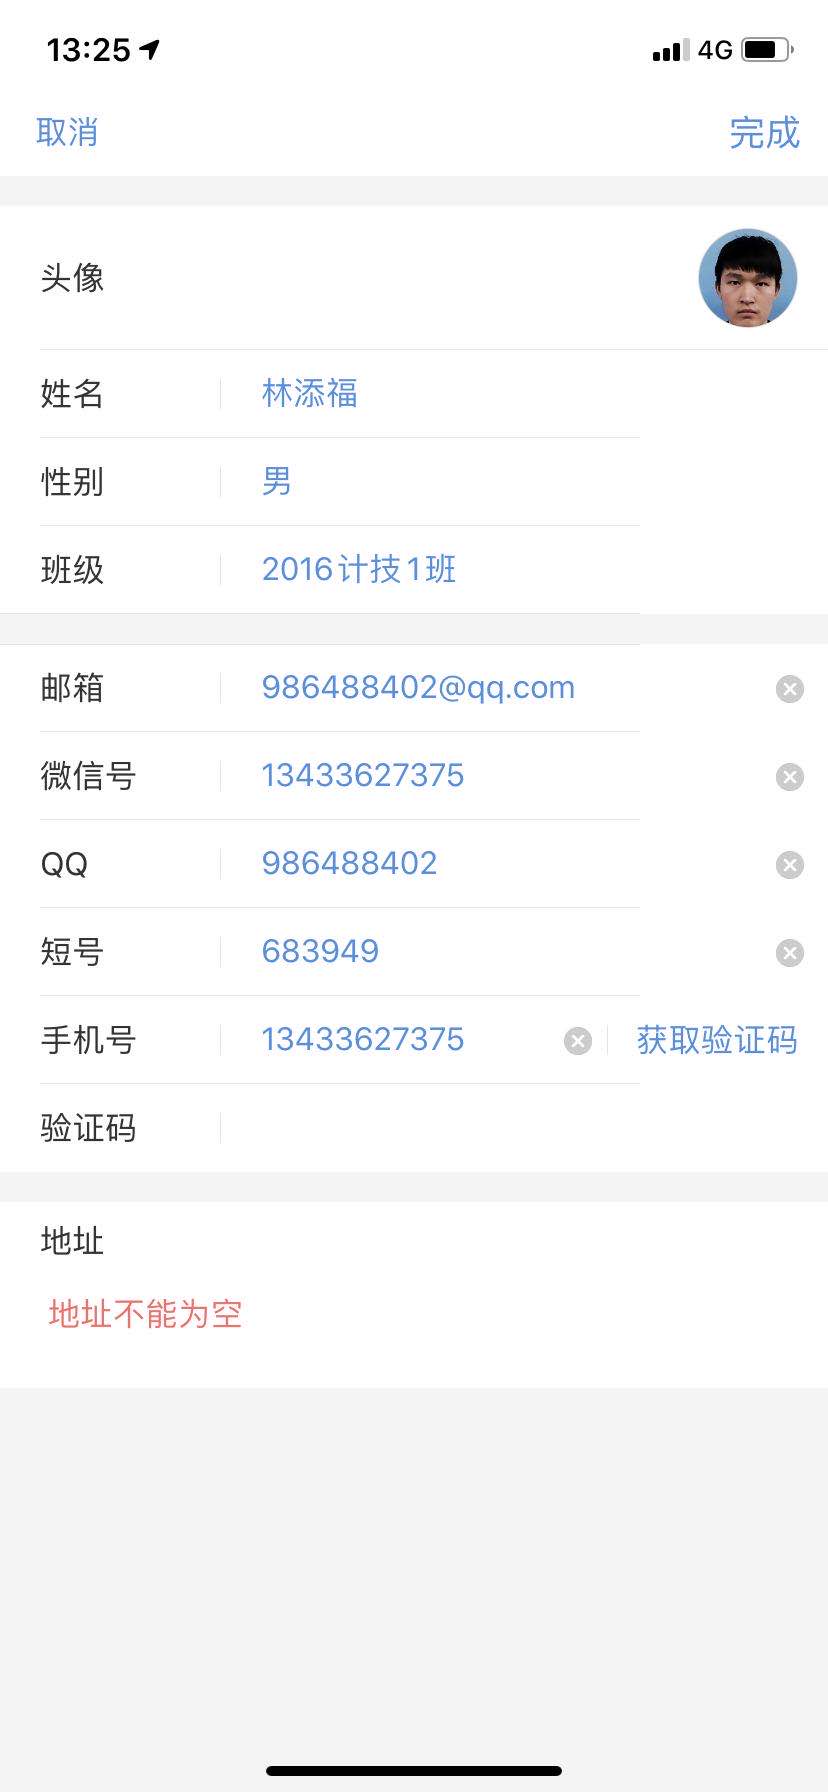 13:25 4G
取消 完成
头像
姓名 林添福
性别 男
班级 2016计技1班
邮箱 986488402@qq.com
微信号 13433627375
QQ 986488402
短号 683949
手机号 13433627375 获取验证码
验证码
地址
地址不能为空